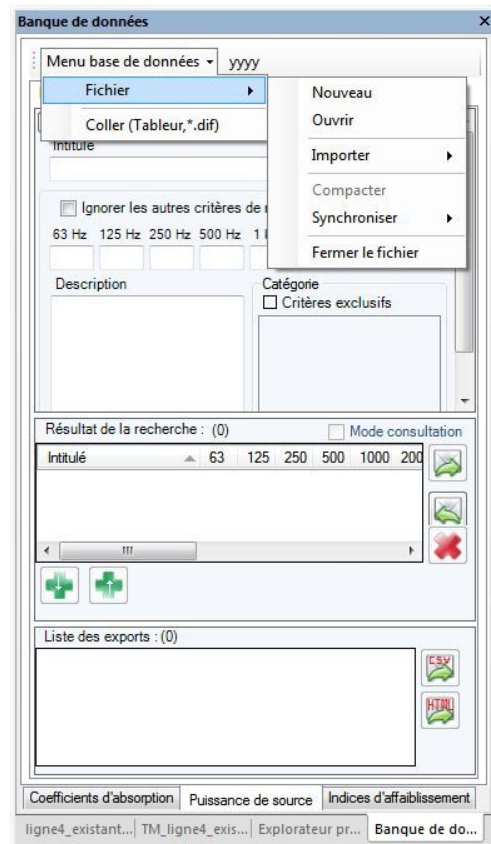 Banque de données
Menu base de données yyyy
Fichier
Coller (Tableur,*.dif)
Nouveau
Ouvrir
Importer
Compacter
Synchroniser
Fermer le fichier
Intitulé
Ignorer les autres critères de
63 Hz 125 Hz 250 Hz 500 Hz 1
Description
Catégorie
Critères exclusifs
Résultat de la recherche : (0)
Mode consultation
Intitulé 63 125 250 500 1000 200
Liste des exports : (0)
CSV
HTML
Coefficients d'absorption Puissance de source Indices d'affaiblissement
ligne4_existant... TM_ligne4_exis... Explorateur pr... Banque de do...